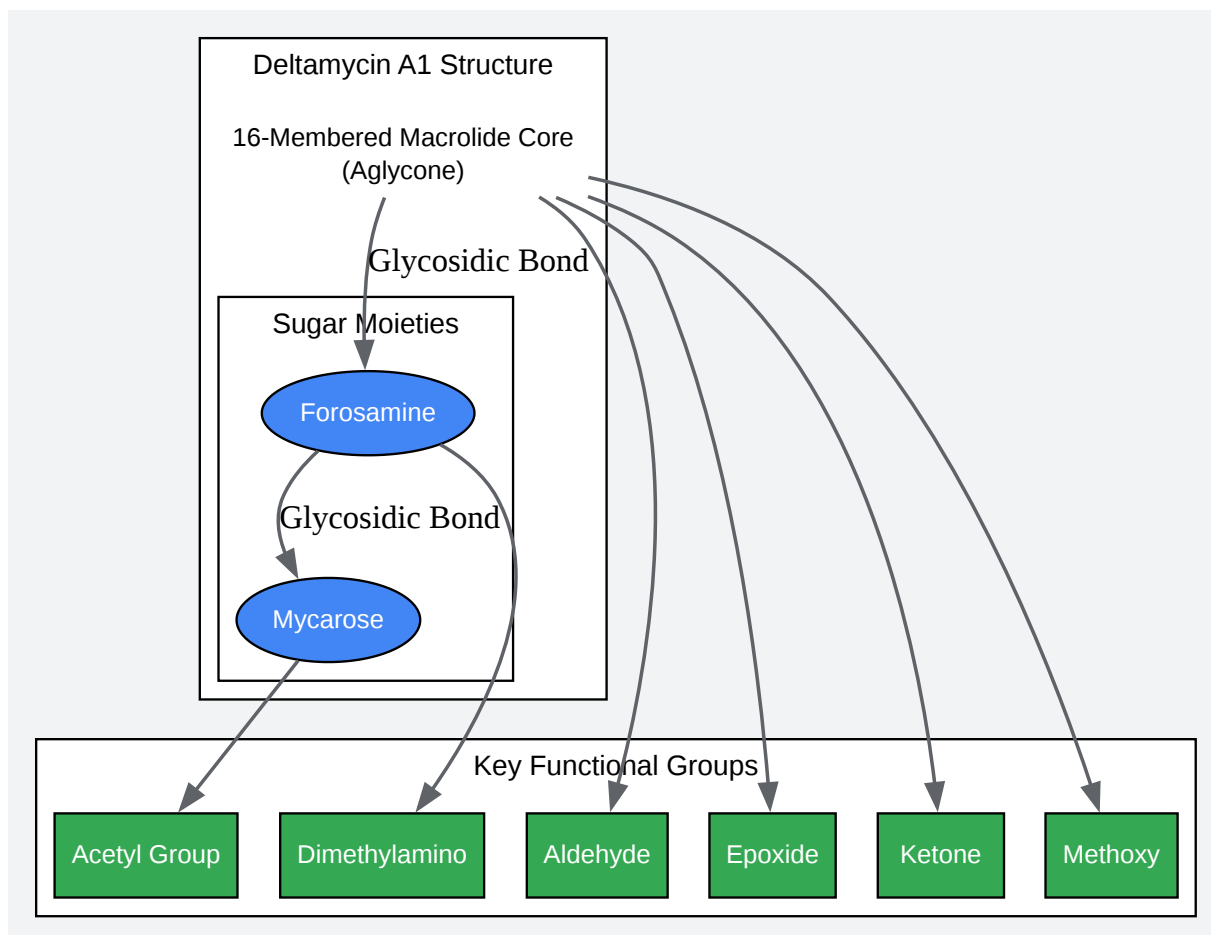 Deltamycin A1 Structure
16-Membered Macrolide Core
(Aglycone)
Glycosidic Bond
Sugar Moieties
Forosamine
Glycosidic Bond
Mycarose
Key Functional Groups
Acetyl Group
Dimethylamino
Aldehyde
Epoxide
Ketone
Methoxy